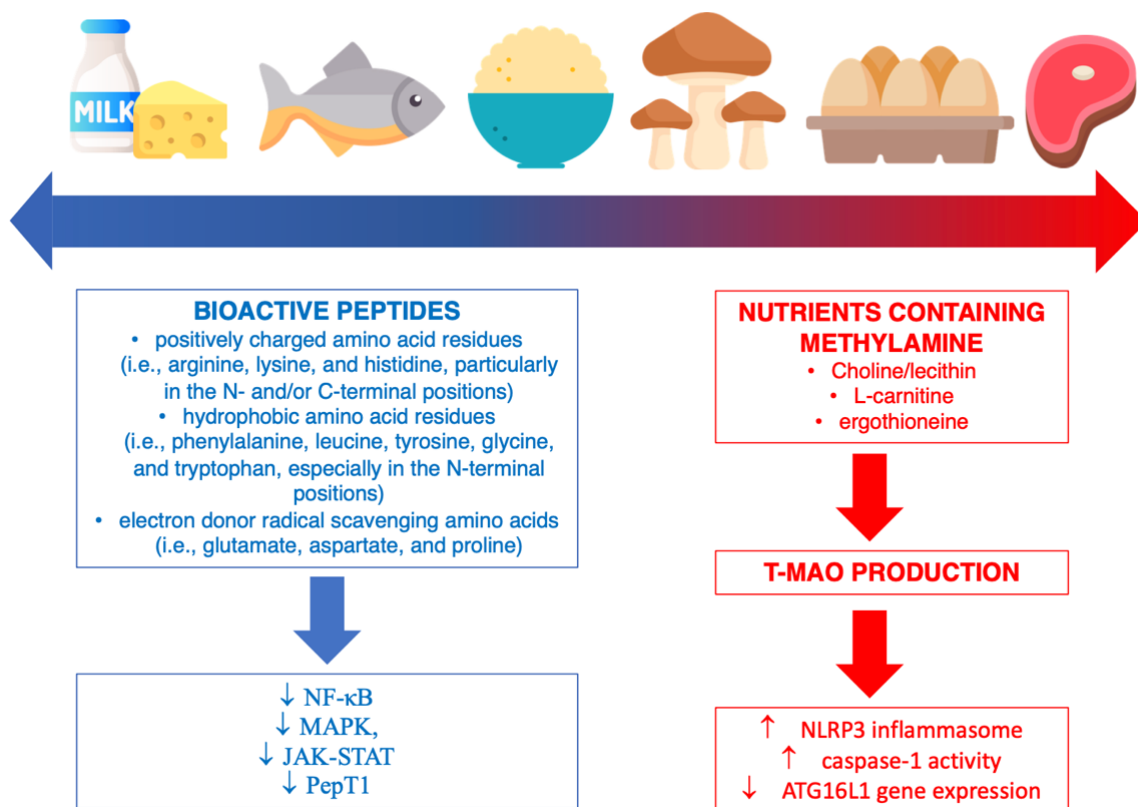 MILK
BIOACTIVE PEPTIDES
• positively charged amino acid residues
(i.e., arginine, lysine, and histidine, particularly
in the N- and/or C-terminal positions)
• hydrophobic amino acid residues
(i.e., phenylalanine, leucine, tyrosine, glycine,
and tryptophan, especially in the N-terminal
positions)
• electron donor radical scavenging amino acids
(i.e., glutamate, aspartate, and proline)
↓ NF-κB
↓ MAPK,
↓ JAK-STAT
↓ PepT1
NUTRIENTS CONTAINING
METHYLAMINE
• Choline/lecithin
• L-carnitine
• ergothioneine
T-MAO PRODUCTION
↑ NLRP3 inflammasome
↑ caspase-1 activity
↓ ATG16L1 gene expression